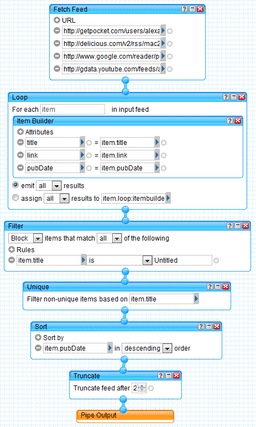 Fetch Feed
URL
http://getpocket.com/users/alexa
http://delicious.com/v2/rss/mac2
http://www.google.com/reader/p
http://gdata.youtube.com/feeds/a
Loop
For each item in input feed
Item Builder
Attributes
title = item.title
link = item.link
pubDate = item.pubDate
emit all results
assign all results to item.loop:itembuilde
Filter
Block items that match all of the following
Rules
item.title is Untitled
Unique
Filter non-unique items based on item.title
Sort
Sort by
item.pubDate in descending order
Truncate
Truncate feed after 2
Pipe Output